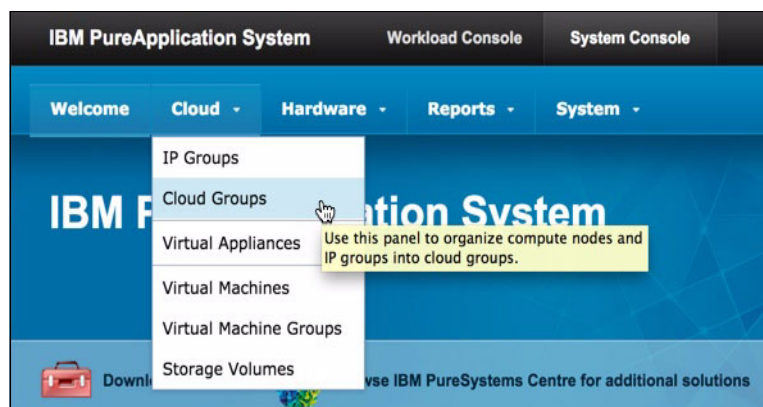 IBM PureApplication System Workload Console System Console
Welcome Cloud Hardware Reports System
IP Groups
Cloud Groups
Virtual Appliances
Virtual Machines
Virtual Machine Groups
Storage Volumes
Use this panel to organize compute nodes and
IP groups into cloud groups.
IBM P ation System
Downl wse IBM PureSystems Centre for additional solutions